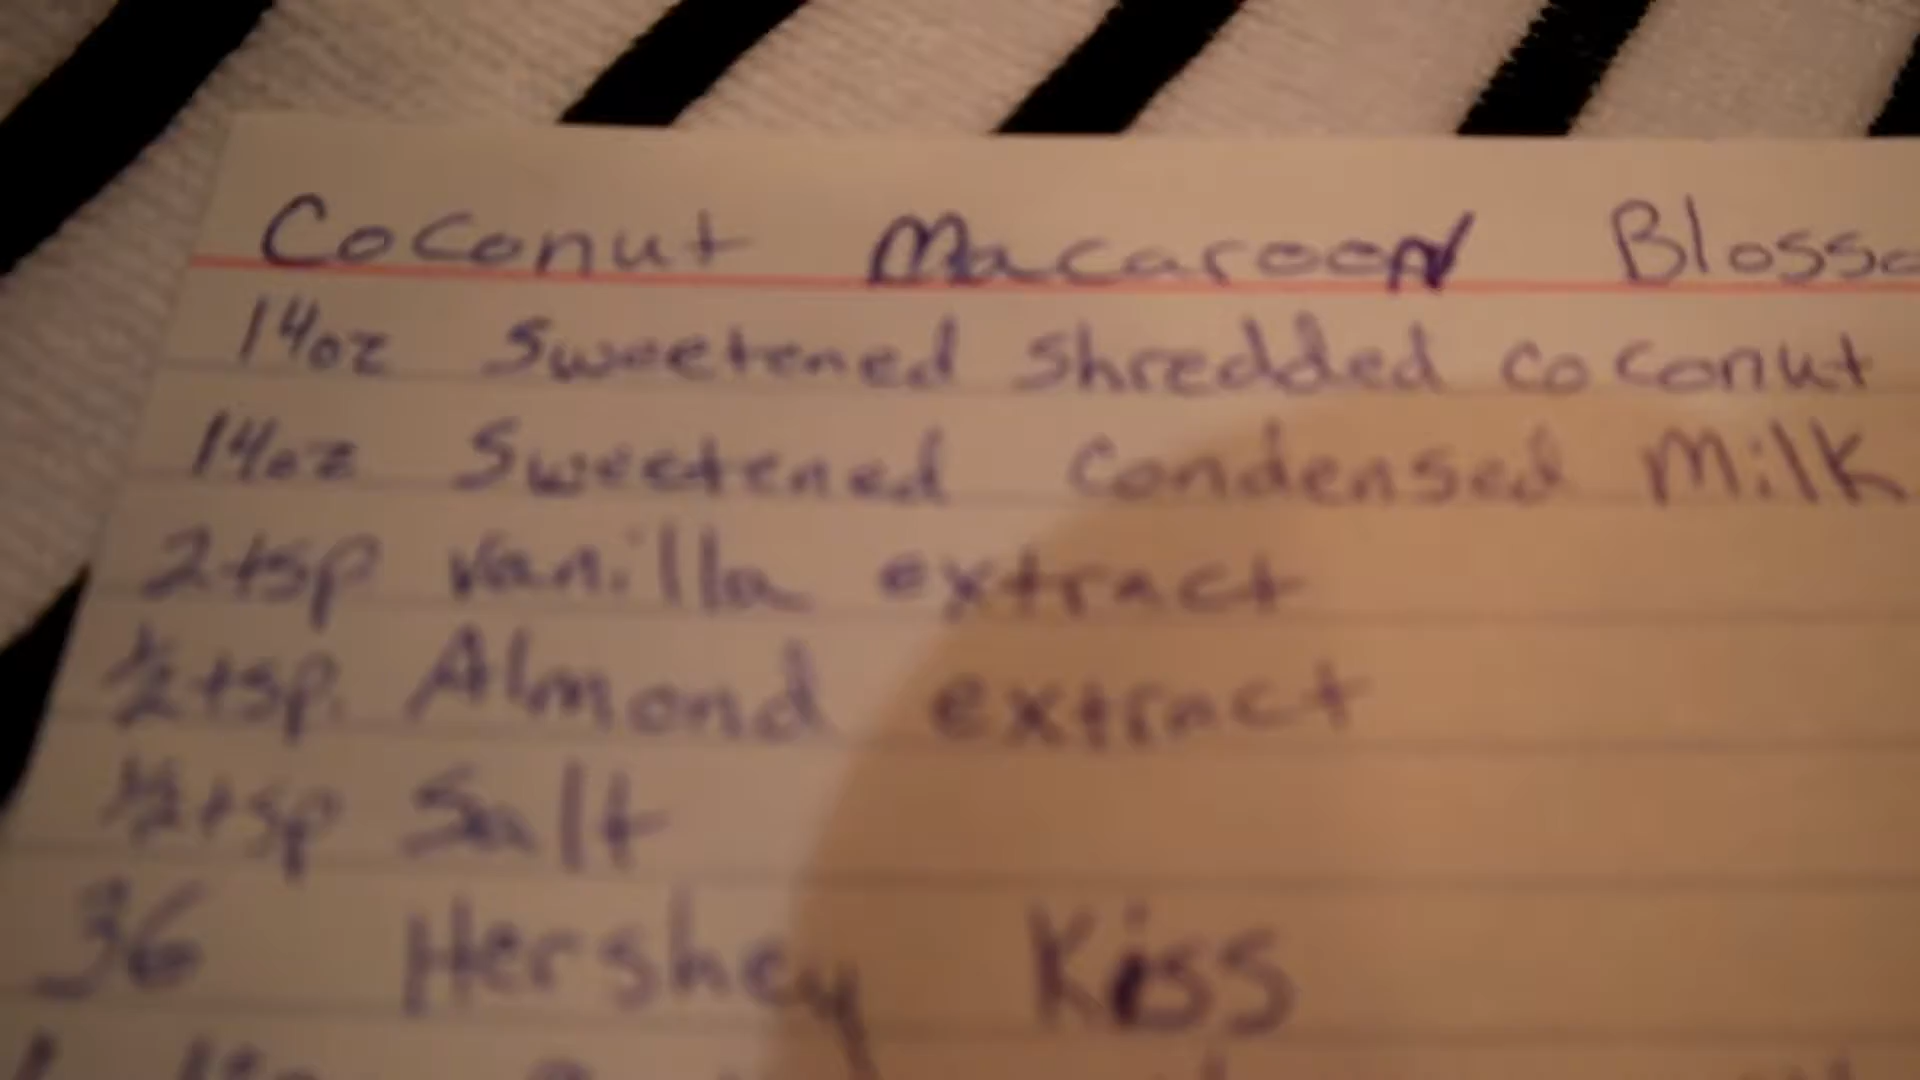 Coconut Macaroon Blosso
14oz Sweetened shredded coconut
14oz Sweetened Condensed Milk
2tsp vanilla extract
½tsp. Almond extract
½tsp Salt
36 Hershey Kiss